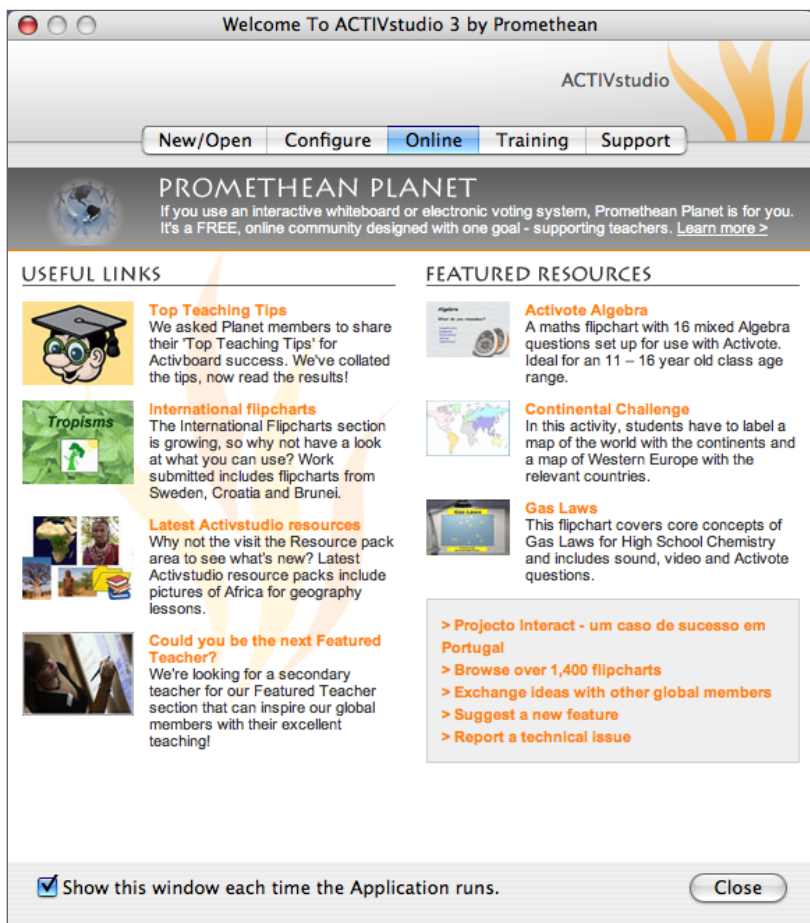 Welcome To ACTIVstudio 3 by Promethean
ACTIVstudio
New/Open Configure Online Training Support
PROMETHEAN PLANET
If you use an interactive whiteboard or electronic voting system, Promethean Planet is for you.
It's a FREE, online community designed with one goal - supporting teachers. Learn more >
USEFUL LINKS
Top Teaching Tips
We asked Planet members to share
their 'Top Teaching Tips' for
Activboard success. We've collated
the tips, now read the results!
Tropisms
International flipcharts
The International Flipcharts section
is growing, so why not have a look
at what you can use? Work
submitted includes flipcharts from
Sweden, Croatia and Brunei.
Latest Activstudio resources
Why not the visit the Resource pack
area to see what's new? Latest
Activstudio resource packs include
pictures of Africa for geography
lessons.
Could you be the next Featured
Teacher?
We're looking for a secondary
teacher for our Featured Teacher
section that can inspire our global
members with their excellent
teaching!
FEATURED RESOURCES
Algebra
What do you remember?
Activote Algebra
A maths flipchart with 16 mixed Algebra
questions set up for use with Activote.
Ideal for an 11 – 16 year old class age
range.
Continental Challenge
In this activity, students have to label a
map of the world with the continents and
a map of Western Europe with the
relevant countries.
Gas Laws
Gas Laws
This flipchart covers core concepts of
Gas Laws for High School Chemistry
and includes sound, video and Activote
questions.
> Projecto Interact - um caso de sucesso em
Portugal
> Browse over 1,400 flipcharts
> Exchange ideas with other global members
> Suggest a new feature
> Report a technical issue
Show this window each time the Application runs.
Close